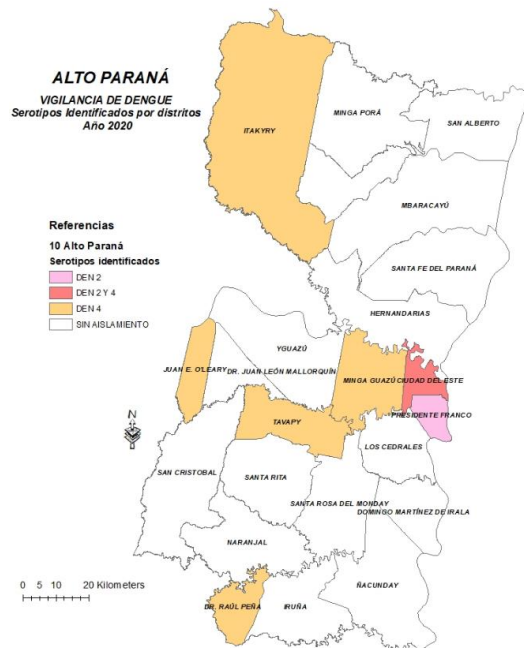 ALTO PARANÁ
VIGILANCIA DE DENGUE
Serotipos Identificados por distritos
Año 2020
ITAKYRY
MINGA PORÁ
SAN ALBERTO
MBARACAYÚ
Referencias
10 Alto Paraná
Serotipos identificados
DEN 2
DEN 2 Y 4
DEN 4
SIN AISLAMIENTO
SANTA FE DEL PARANÁ
HERNANDARIAS
YGUAZÚ
JUAN E. O'LEARY
DR. JUAN LEÓN MALLORQUÍN
MINGA GUAZÚ
CIUDAD DEL ESTE
PRESIDENTE FRANCO
N
TAVAPY
LOS CEDRALES
SAN CRISTOBAL
SANTA RITA
SANTA ROSA DEL MONDAY
DOMINGO MARTÍNEZ DE IRALA
NARANJAL
ÑACUNDAY
DR. RAÚL PEÑA
IRUÑA
0 5 10 20 Kilometers